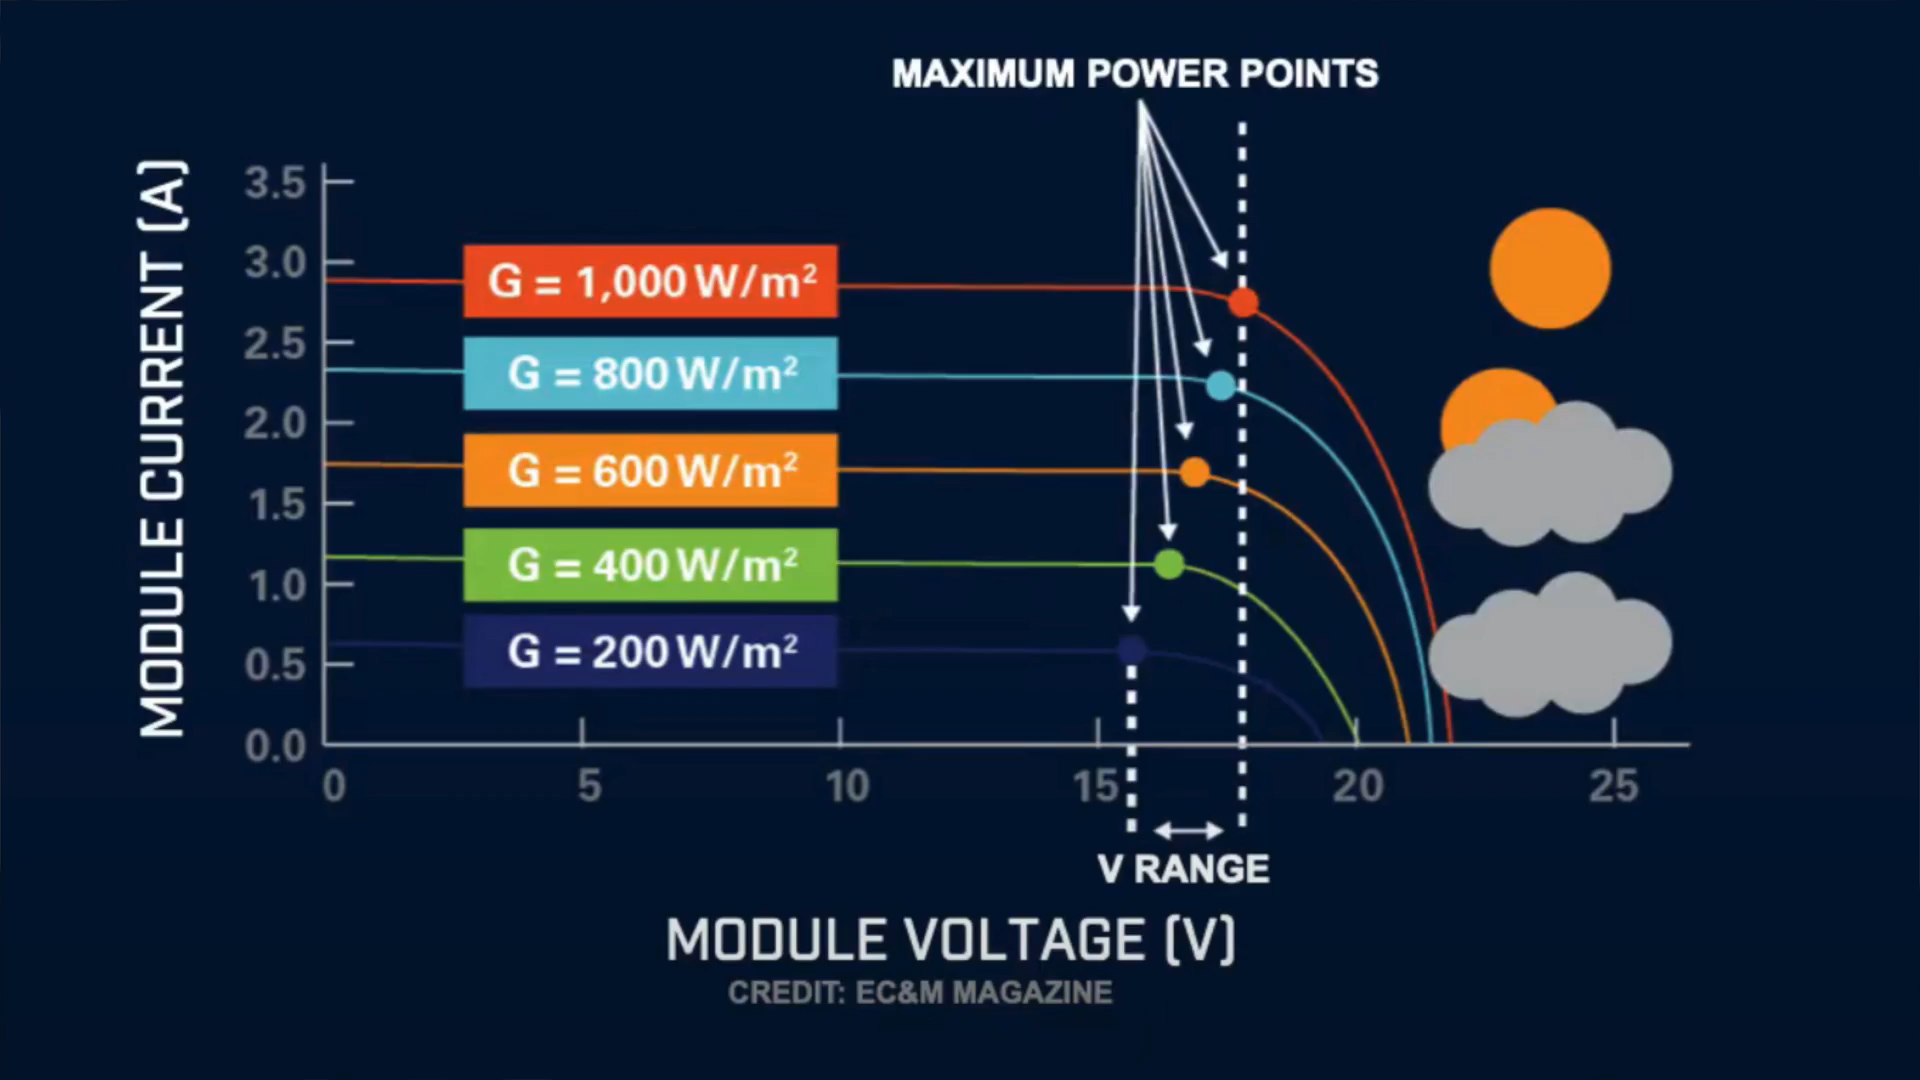 MAXIMUM POWER POINTS
MODULE CURRENT (A)
3.5
3.0
2.5
2.0
1.5
1.0
0.5
0.0
G = 1,000 W/m²
G = 800 W/m²
G = 600 W/m²
G = 400 W/m²
G = 200 W/m²
0 5 10 15 20 25
V RANGE
MODULE VOLTAGE (V)
CREDIT: EC&M MAGAZINE